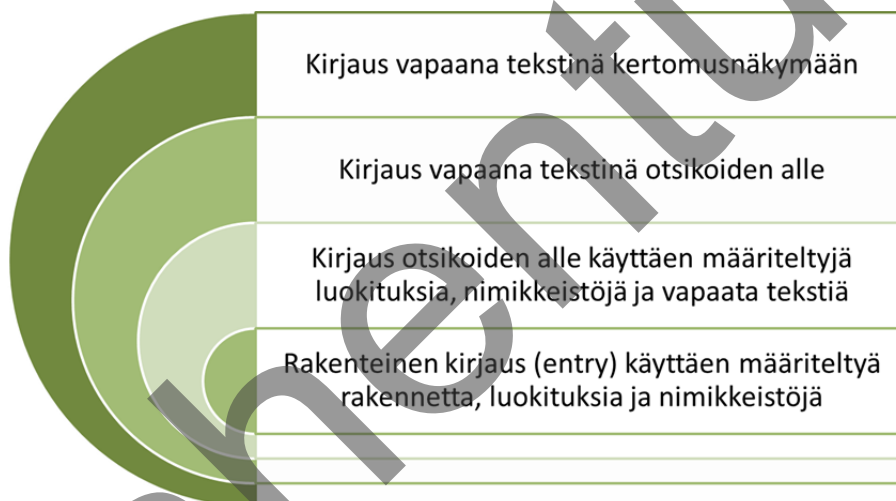 Kirjaus vapaana tekstinä kertomusnäkymään
Kirjaus vapaana tekstinä otsikoiden alle
Kirjaus otsikoiden alle käyttäen määriteltyjä
luokituksia, nimikkeistöjä ja vapaata tekstiä
Rakenteinen kirjaus (entry) käyttäen määriteltyä
rakennetta, luokituksia ja nimikkeistöjä